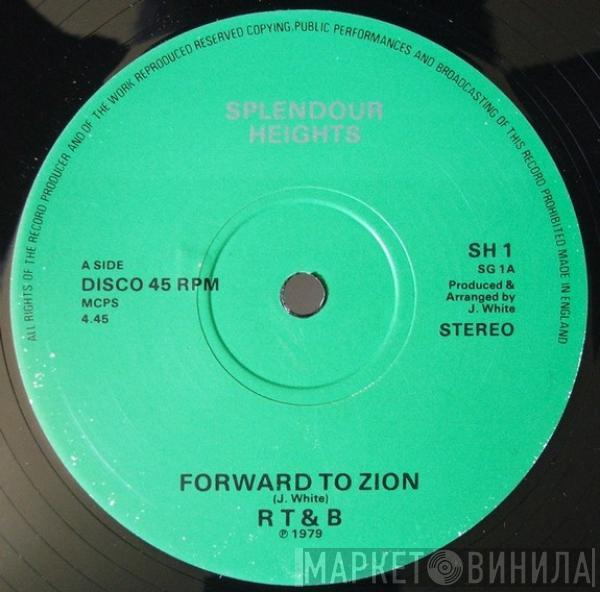 ALL RIGHTS OF THE RECORD PRODUCER AND OF THE WORK REPRODUCED RESERVED COPYING PUBLIC PERFORMANCES AND BROADCASTING OF THIS RECORD PROHIBITED MADE IN ENGLAND
SPLENDOUR
HEIGHTS
A SIDE
DISCO 45 RPM
MCPS
4.45
SH 1
SG 1A
Produced &
Arranged by
J. White
STEREO
FORWARD TO ZION
(J. White)
R T & B
℗ 1979
МАРКЕТ ВИНИЛА